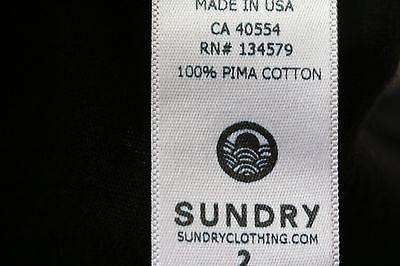 MADE IN USA
CA 40554
RN# 134579
100% PIMA COTTON
SUNDRY
SUNDRYCLOTHING.COM
2